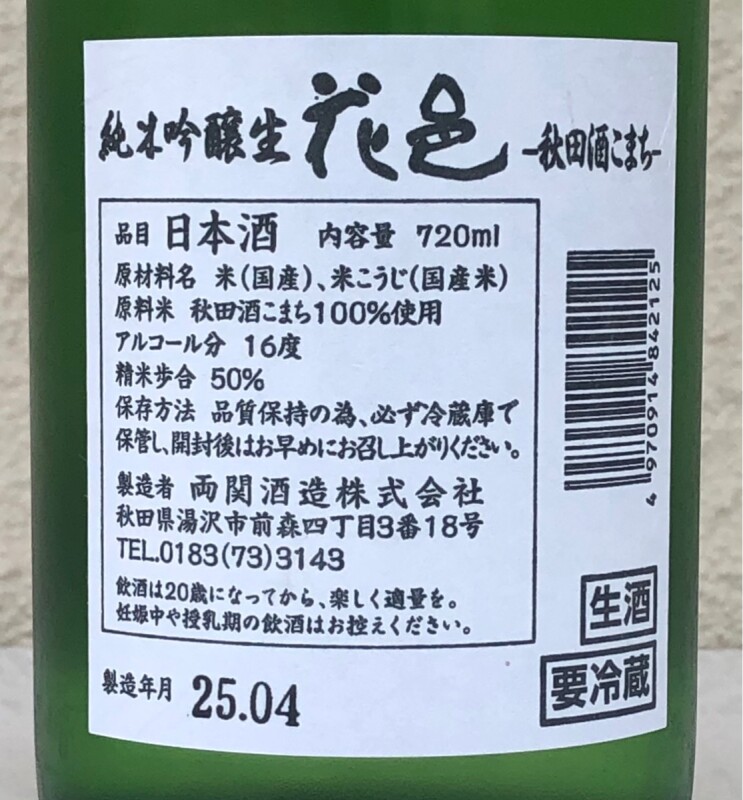 純米吟醸生 花邑 -秋田酒こまち-
品目 日本酒 内容量 720ml
原材料名 米(国産)、米こうじ(国産米)
原料米 秋田酒こまち100%使用
アルコール分 16度
精米歩合 50%
保存方法 品質保持の為、必ず冷蔵庫で
保管し、開封後はお早めにお召し上がりください。
製造者 両関酒造株式会社
秋田県湯沢市前森四丁目3番18号
TEL.0183(73)3143
飲酒は20歳になってから、楽しく適量を。
妊娠中や授乳期の飲酒はお控えください。
製造年月 25.04
4970914842125
生酒
要冷蔵